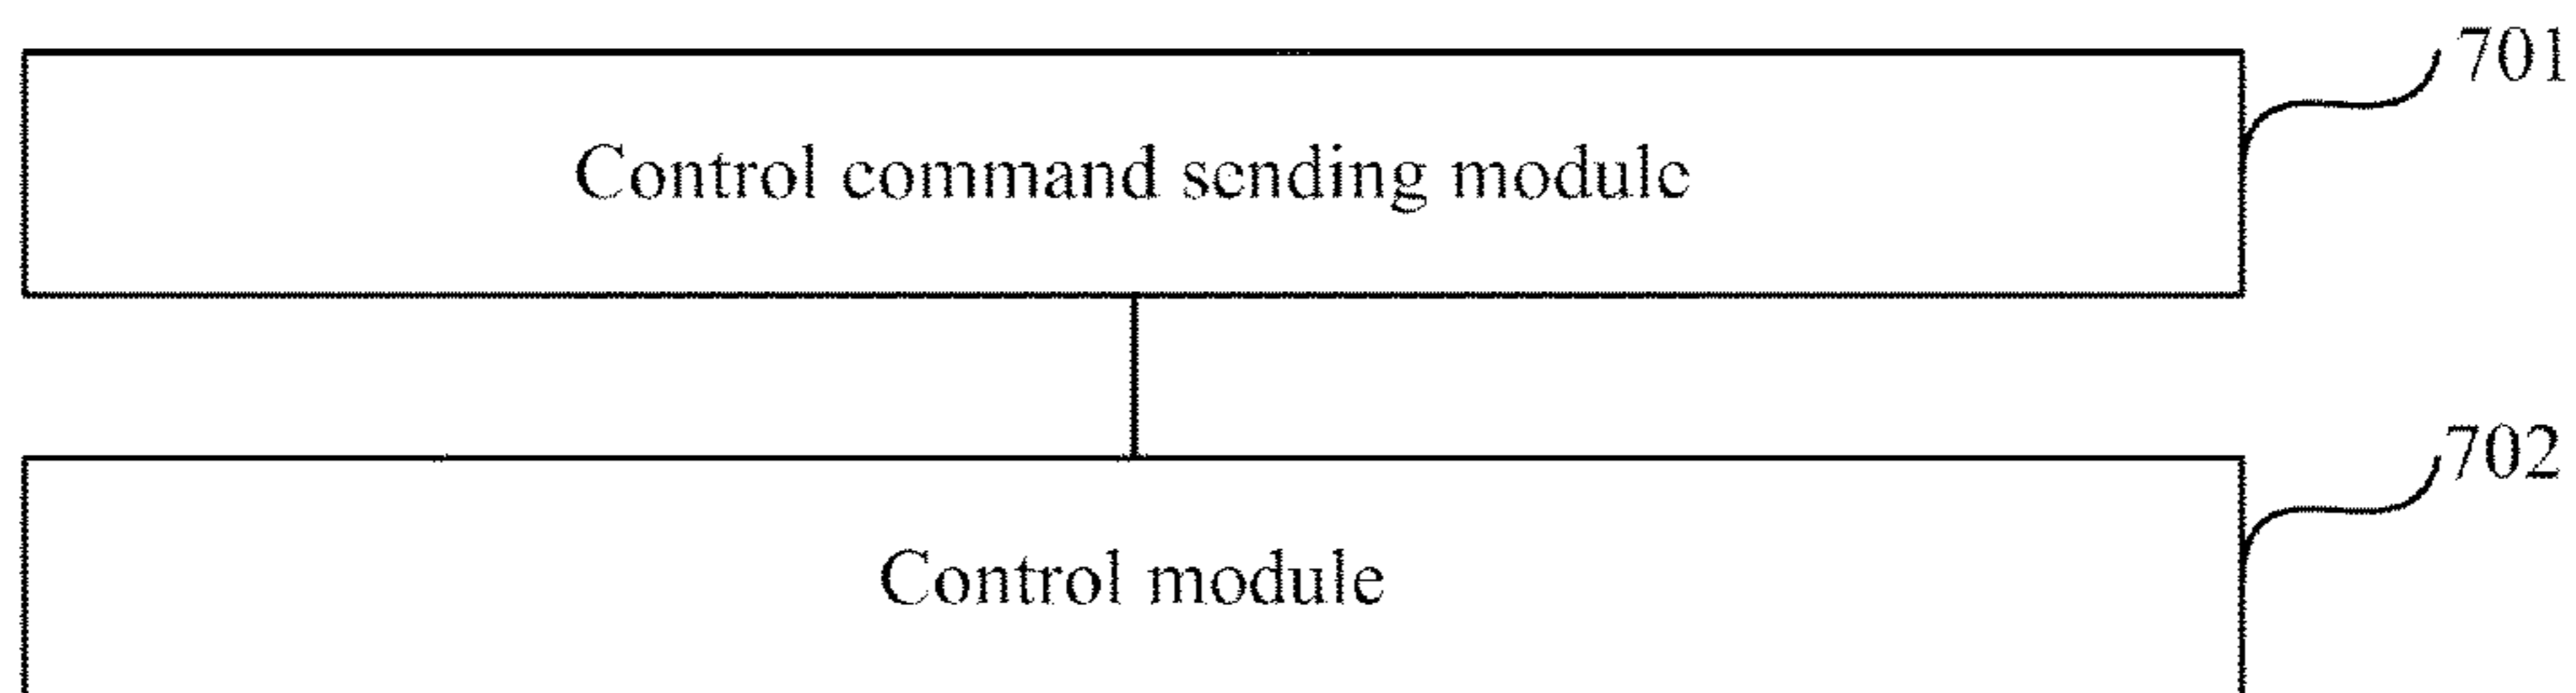 701
Control command sending module
702
Control module